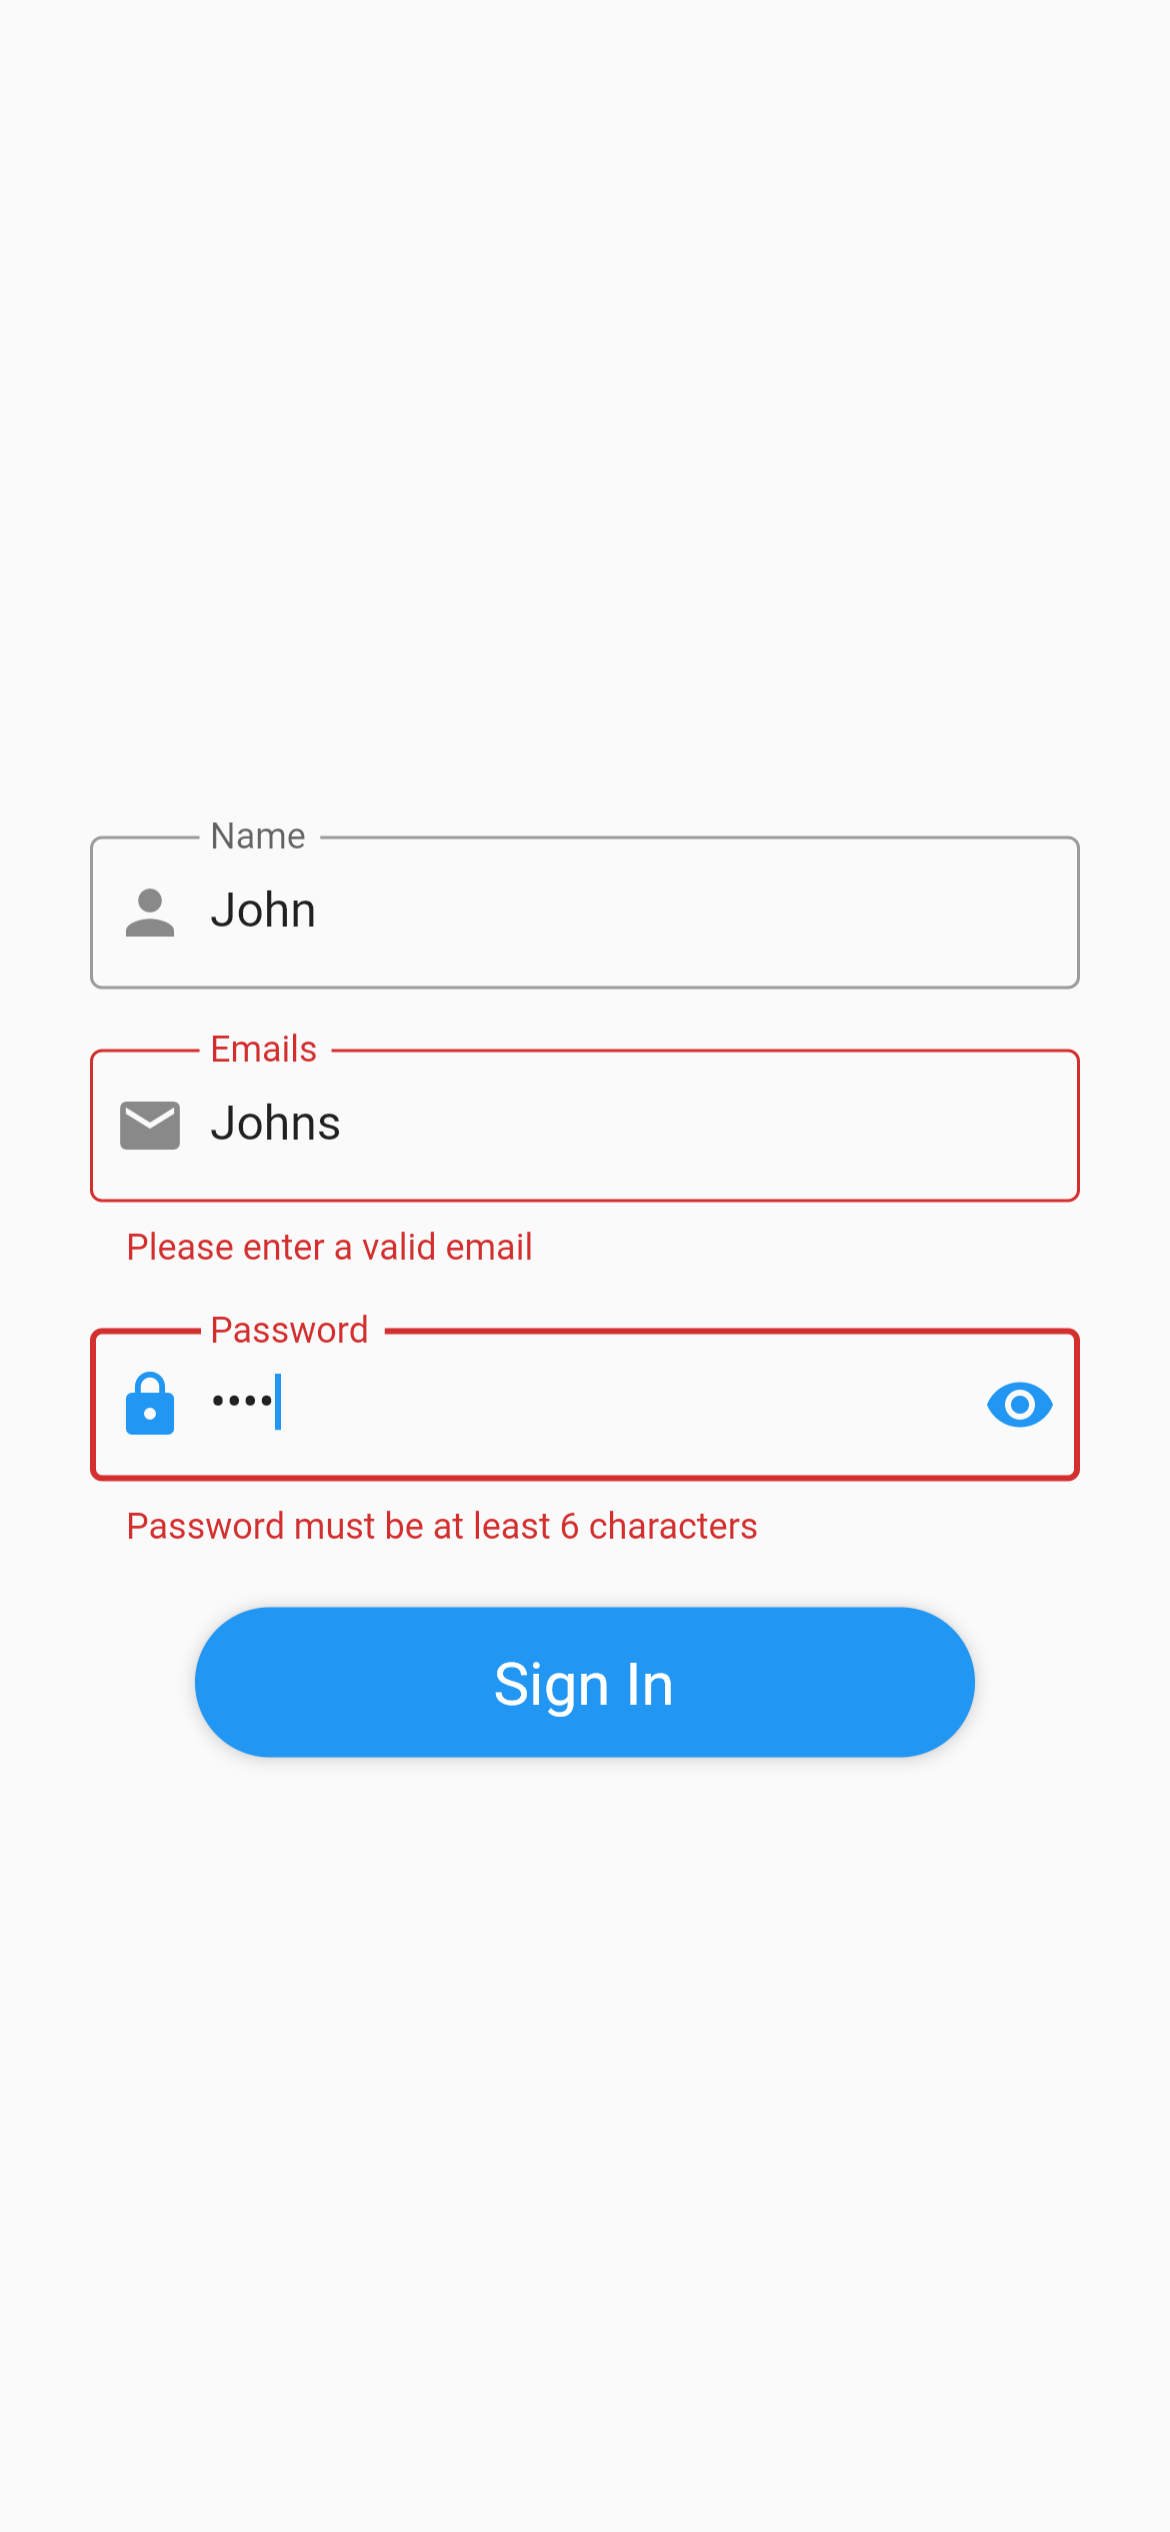 Name
John
Emails
Johns
Please enter a valid email
Password
••••
Password must be at least 6 characters
Sign In